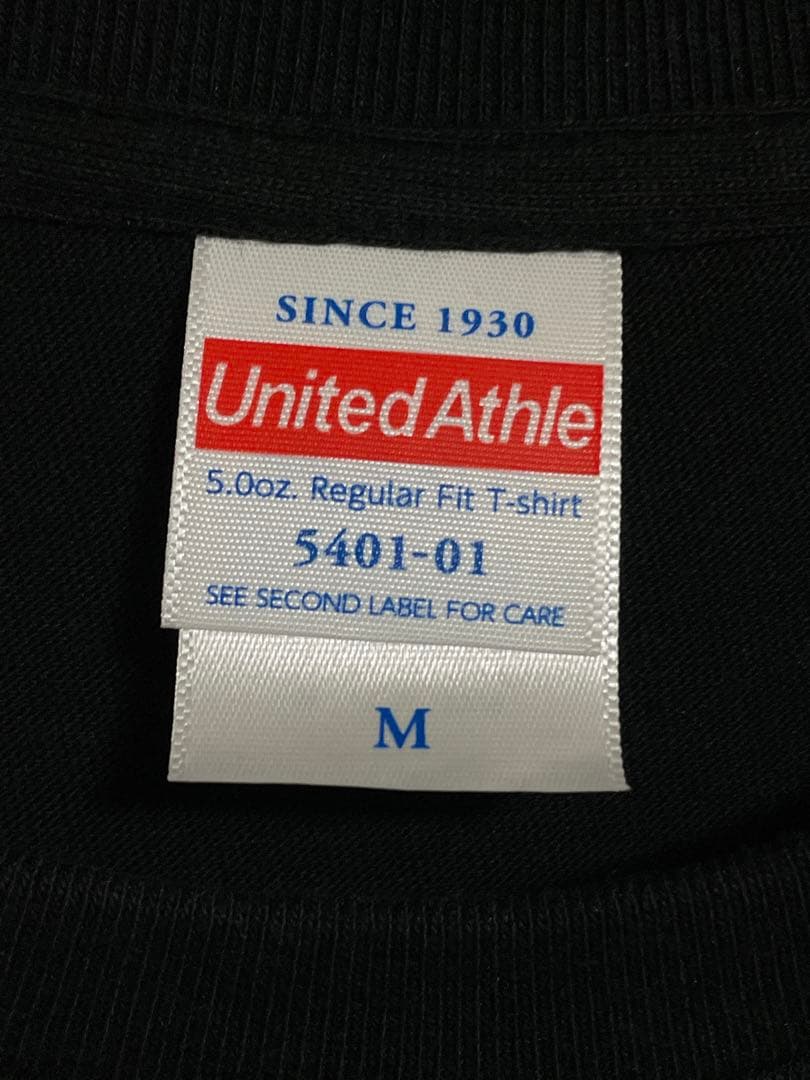 SINCE 1930
United Athle
5.0oz. Regular Fit T-shirt
5401-01
SEE SECOND LABEL FOR CARE
M